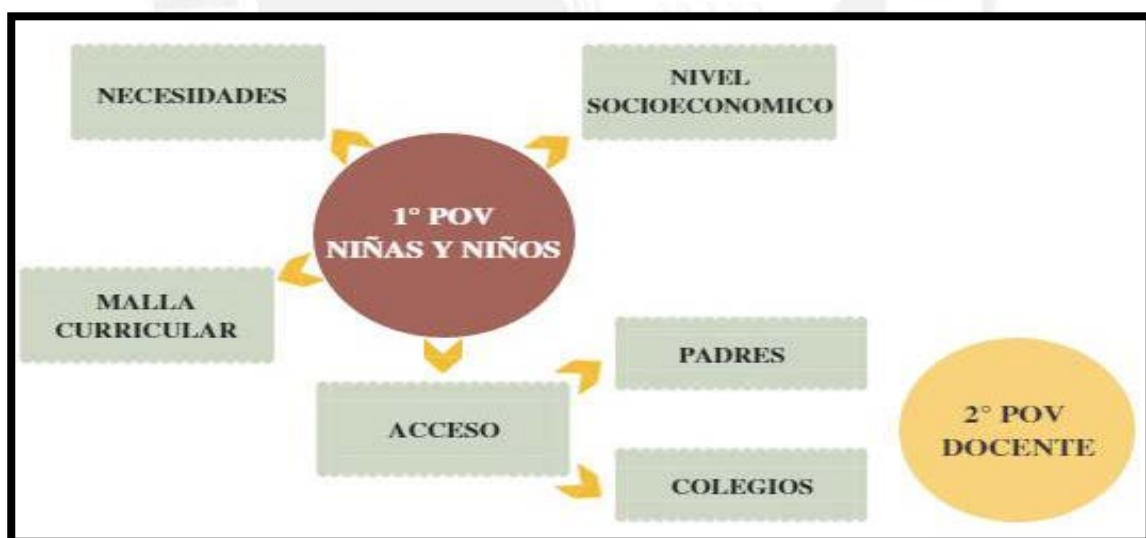 NECESIDADES
NIVEL
SOCIOECONOMICO
1° POV
NIÑAS Y NIÑOS
MALLA
CURRICULAR
ACCESO
PADRES
COLEGIOS
2° POV
DOCENTE